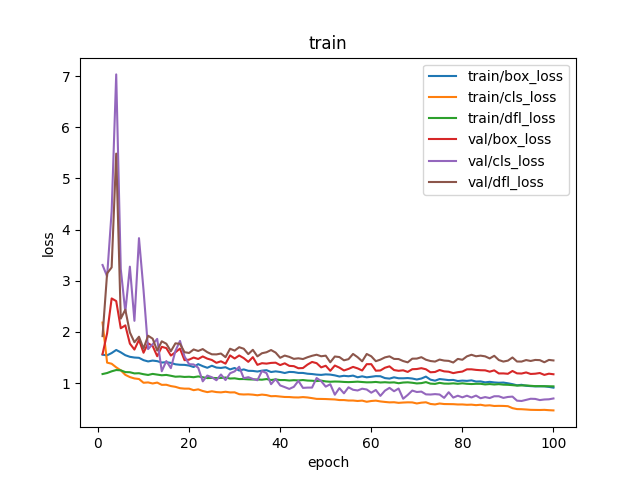 train
7
6
5
4
3
2
1
loss
0
20
40
60
80
100
epoch
train/box_loss
train/cls_loss
train/dfl_loss
val/box_loss
val/cls_loss
val/dfl_loss